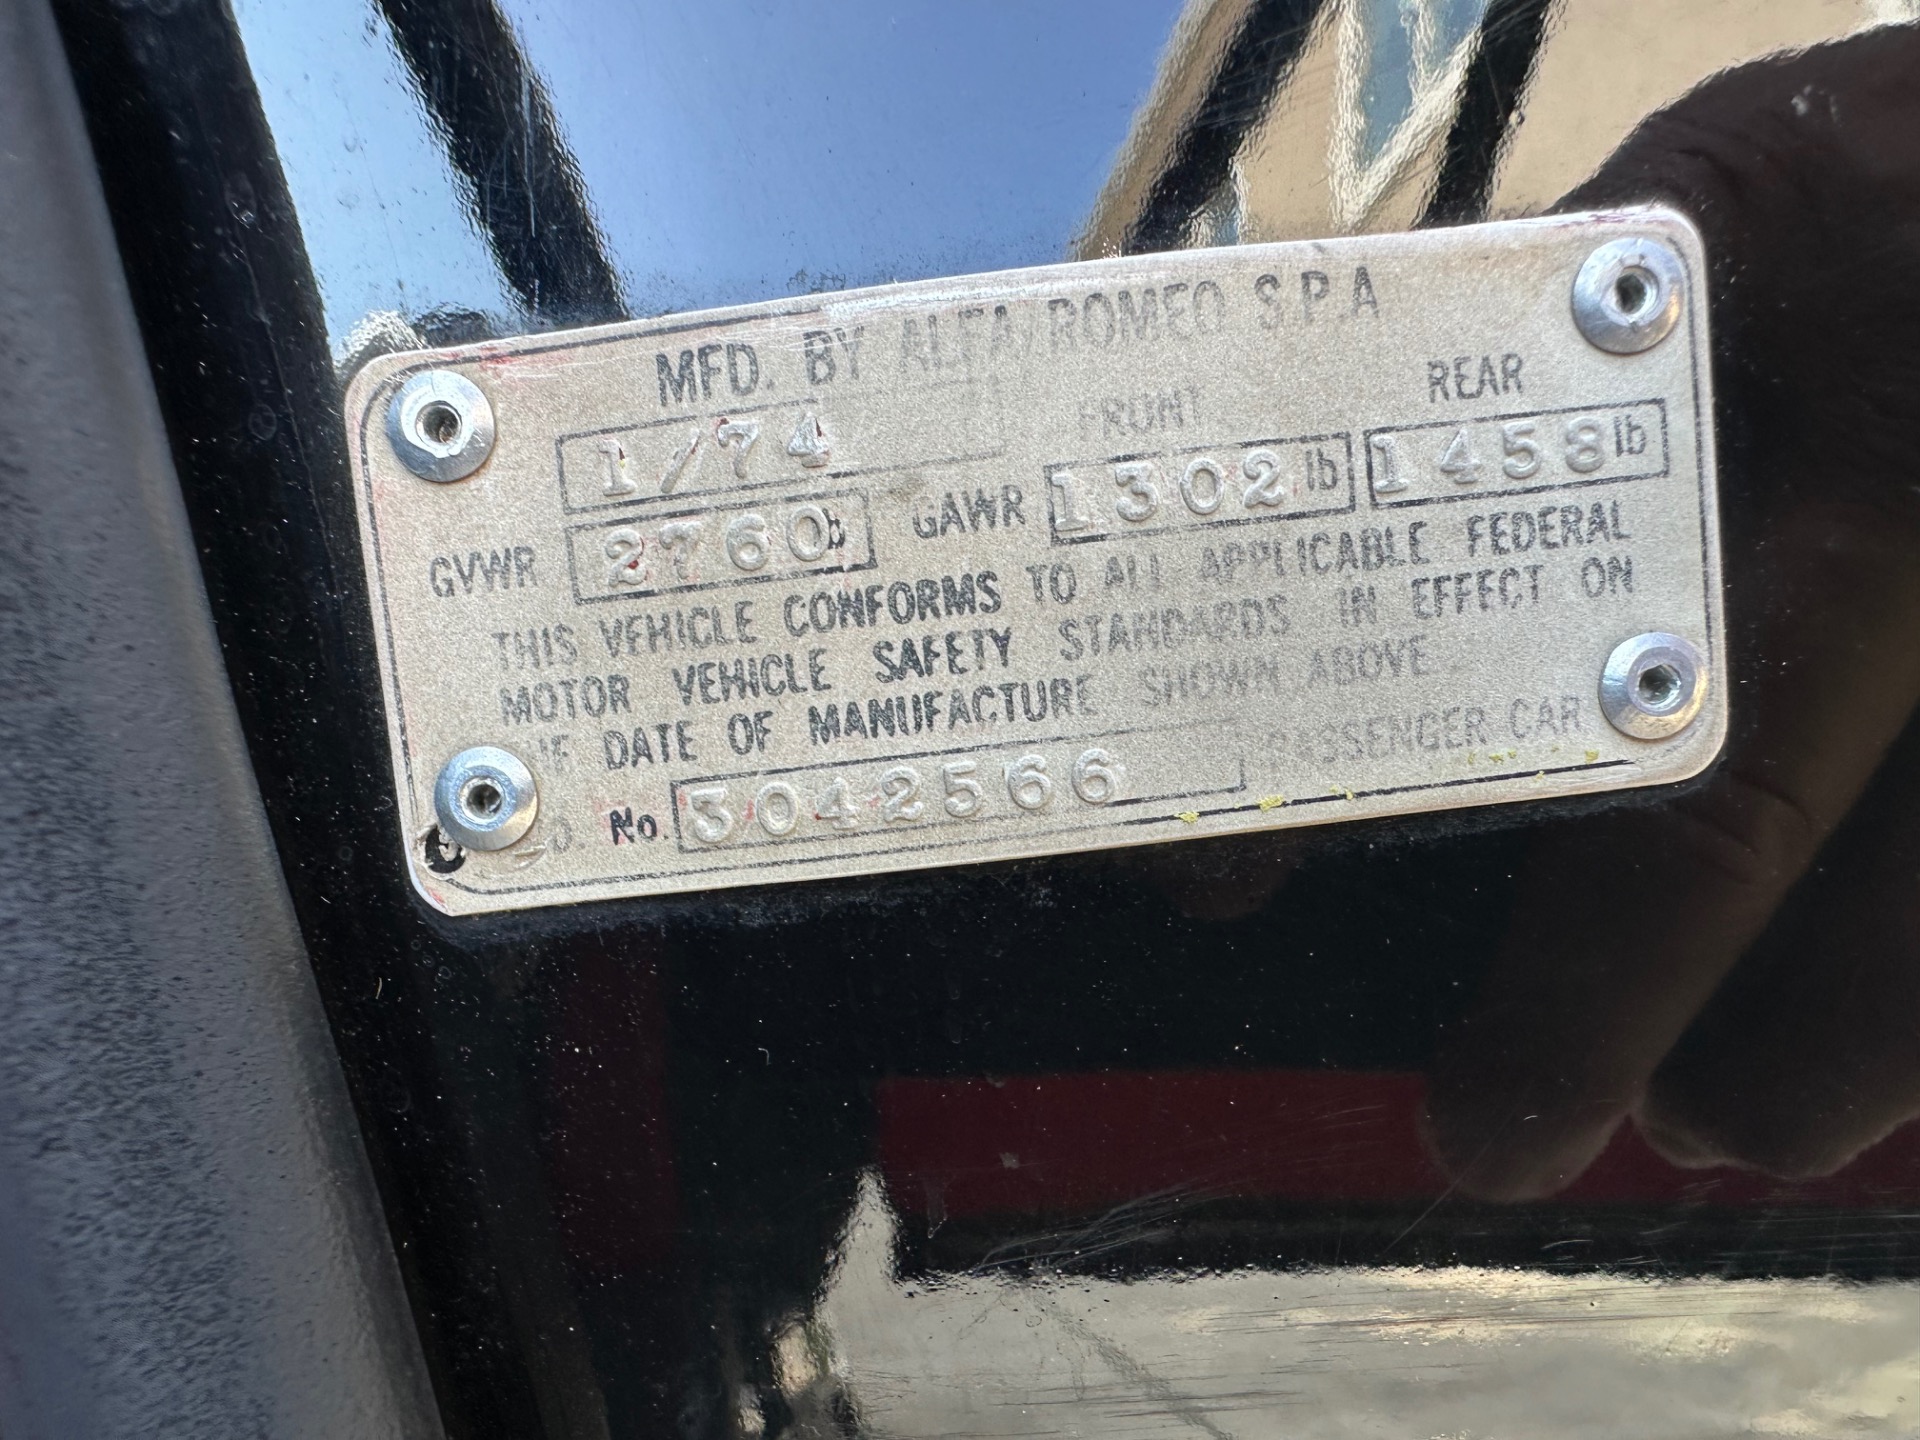 MFD. BY ALFA ROMEO S.P.A
1/74 FRONT REAR
GVWR 2760 lb GAWR 1302 lb 1458 lb
THIS VEHICLE CONFORMS TO ALL APPLICABLE FEDERAL
MOTOR VEHICLE SAFETY STANDARDS IN EFFECT ON
THE DATE OF MANUFACTURE SHOWN ABOVE
No. 3042566 PASSENGER CAR